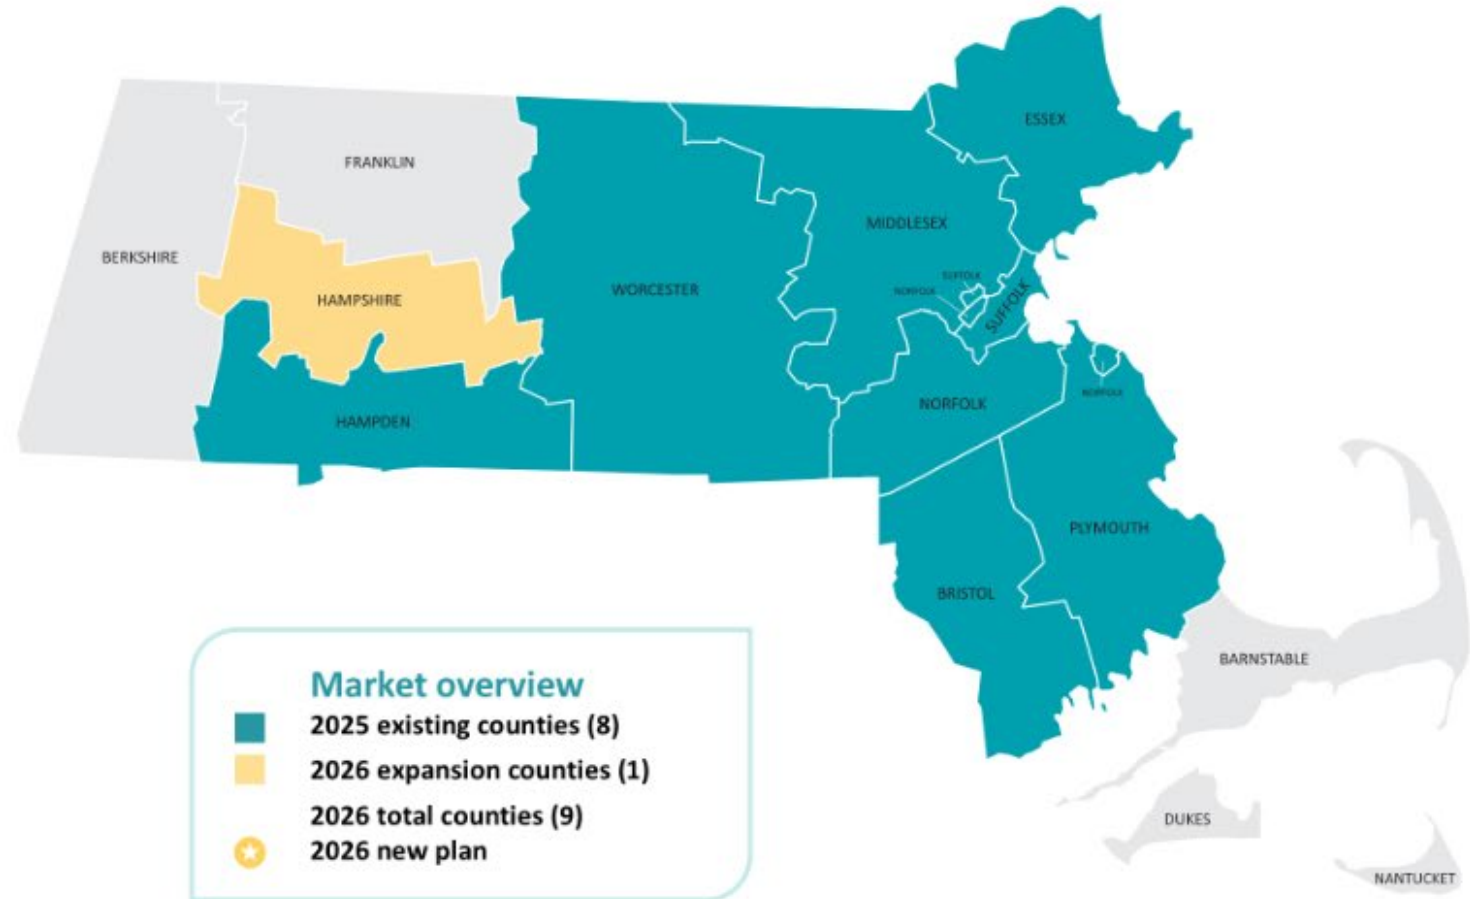 ESSEX
FRANKLIN
MIDDLESEX
BERKSHIRE
SUFFOLK
WORCESTER
NORFOLK
HAMPSHIRE
SUFFOLK
NORFOLK
NORFOLK
HAMPDEN
PLYMOUTH
BRISTOL
BARNSTABLE
DUKES
NANTUCKET
Market overview
2025 existing counties (8)
2026 expansion counties (1)
2026 total counties (9)
2026 new plan